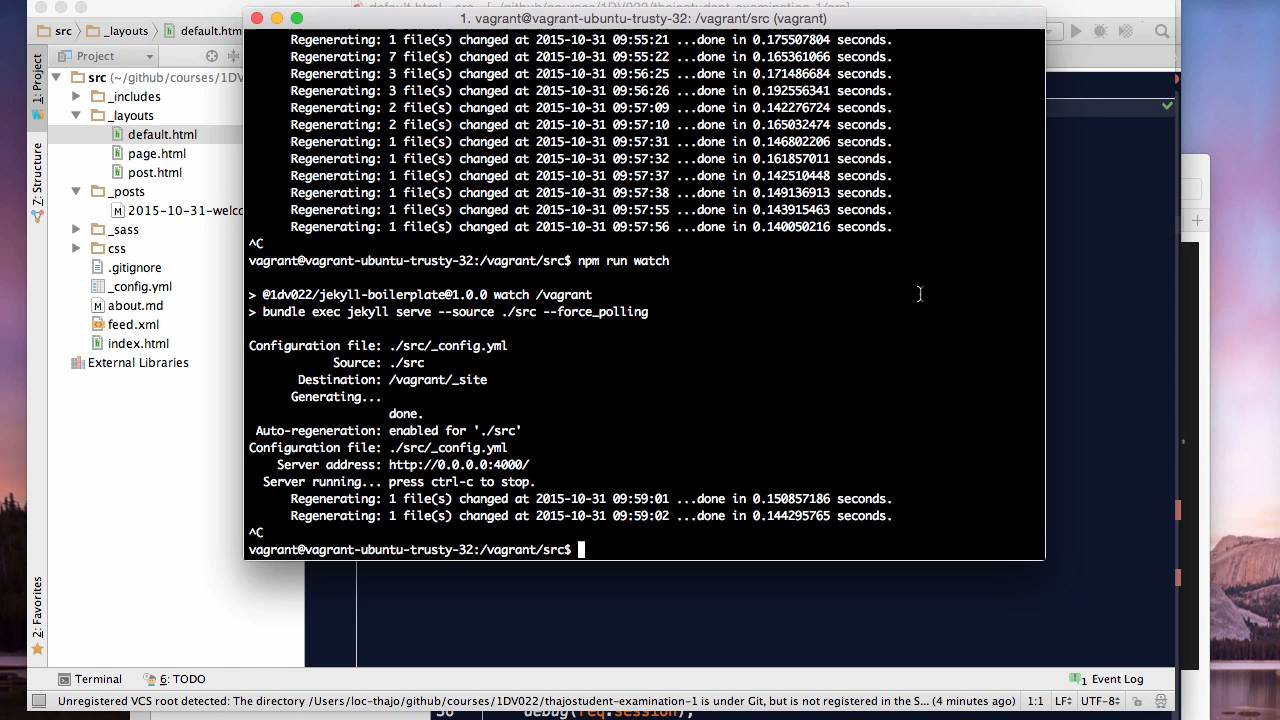 1. vagrant@vagrant-ubuntu-trusty-32: /vagrant/src (vagrant)
src
_layouts
default.htm
Project
1: Project
Z: Structure
2: Favorites
src (~/github/courses/1DV
_includes
_layouts
default.html
page.html
post.html
_posts
2015-10-31-welco
_sass
css
.gitignore
_config.yml
about.md
feed.xml
index.html
External Libraries
Regenerating: 1 file(s) changed at 2015-10-31 09:55:21 ...done in 0.175507804 seconds.
Regenerating: 7 file(s) changed at 2015-10-31 09:55:22 ...done in 0.165361066 seconds.
Regenerating: 3 file(s) changed at 2015-10-31 09:56:25 ...done in 0.171486684 seconds.
Regenerating: 3 file(s) changed at 2015-10-31 09:56:26 ...done in 0.192556341 seconds.
Regenerating: 2 file(s) changed at 2015-10-31 09:57:09 ...done in 0.142276724 seconds.
Regenerating: 2 file(s) changed at 2015-10-31 09:57:10 ...done in 0.165032474 seconds.
Regenerating: 1 file(s) changed at 2015-10-31 09:57:31 ...done in 0.146802206 seconds.
Regenerating: 1 file(s) changed at 2015-10-31 09:57:32 ...done in 0.161857011 seconds.
Regenerating: 1 file(s) changed at 2015-10-31 09:57:37 ...done in 0.142510448 seconds.
Regenerating: 1 file(s) changed at 2015-10-31 09:57:38 ...done in 0.149136913 seconds.
Regenerating: 1 file(s) changed at 2015-10-31 09:57:55 ...done in 0.143915463 seconds.
Regenerating: 1 file(s) changed at 2015-10-31 09:57:56 ...done in 0.140050216 seconds.
^C
vagrant@vagrant-ubuntu-trusty-32:/vagrant/src$ npm run watch
> @1dv022/jekyll-boilerplate@1.0.0 watch /vagrant
> bundle exec jekyll serve --source ./src --force_polling
Configuration file: ./src/_config.yml
Source: ./src
Destination: /vagrant/_site
Generating...
done.
Auto-regeneration: enabled for './src'
Configuration file: ./src/_config.yml
Server address: http://0.0.0.0:4000/
Server running... press ctrl-c to stop.
Regenerating: 1 file(s) changed at 2015-10-31 09:59:01 ...done in 0.150857186 seconds.
Regenerating: 1 file(s) changed at 2015-10-31 09:59:02 ...done in 0.144295765 seconds.
^C
vagrant@vagrant-ubuntu-trusty-32:/vagrant/src$
Terminal
6: TODO
1 Event Log
Unregistered VCS root detected: The directory /Users/loc-thajo/github/courses/1DV022/thajostudent-examination-1 is under Git, but is not registered in the S... (4 minutes ago)
1:1
LF
UTF-8
debug(req.session);